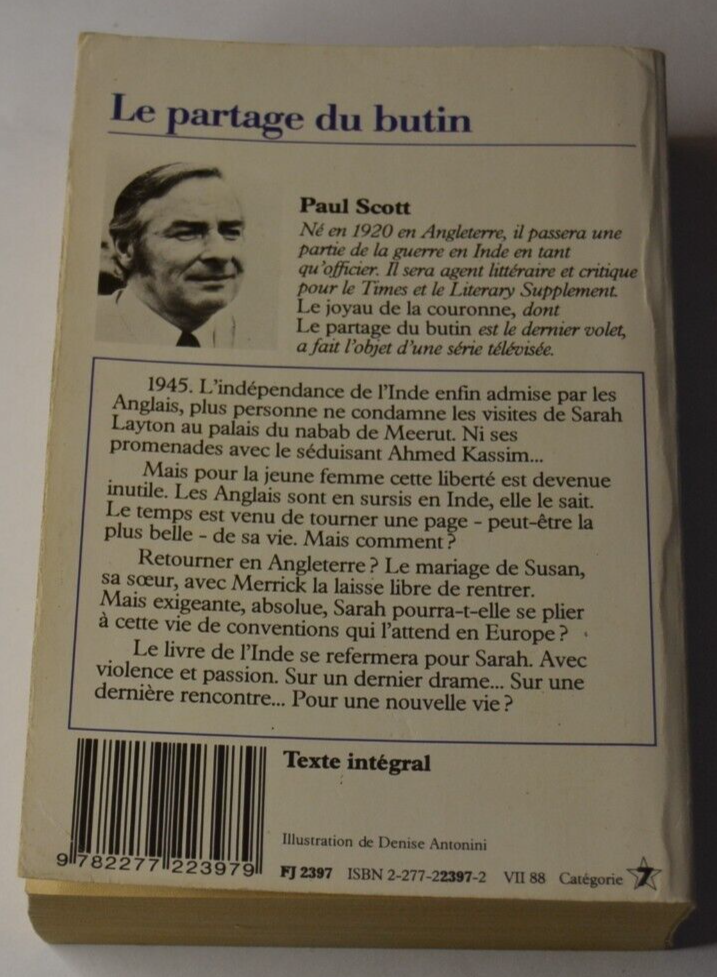 Le partage du butin
Paul Scott
Né en 1920 en Angleterre, il passera une
partie de la guerre en Inde en tant
qu'officier. Il sera agent littéraire et critique
pour le Times et le Literary Supplement.
Le joyau de la couronne, dont
Le partage du butin est le dernier volet,
a fait l'objet d'une série télévisée.
1945. L'indépendance de l'Inde enfin admise par les
Anglais, plus personne ne condamne les visites de Sarah
Layton au palais du nabab de Meerut. Ni ses
promenades avec le séduisant Ahmed Kassim...
Mais pour la jeune femme cette liberté est devenue
inutile. Les Anglais sont en sursis en Inde, elle le sait.
Le temps est venu de tourner une page - peut-être la
plus belle - de sa vie. Mais comment ?
Retourner en Angleterre ? Le mariage de Susan,
sa sœur, avec Merrick la laisse libre de rentrer.
Mais exigeante, absolue, Sarah pourra-t-elle se plier
à cette vie de conventions qui l'attend en Europe ?
Le livre de l'Inde se refermera pour Sarah. Avec
violence et passion. Sur un dernier drame... Sur une
dernière rencontre... Pour une nouvelle vie ?
Texte intégral
Illustration de Denise Antonini
9 782277 223979
FJ 2397 ISBN 2-277-22397-2 VII 88 Catégorie 7